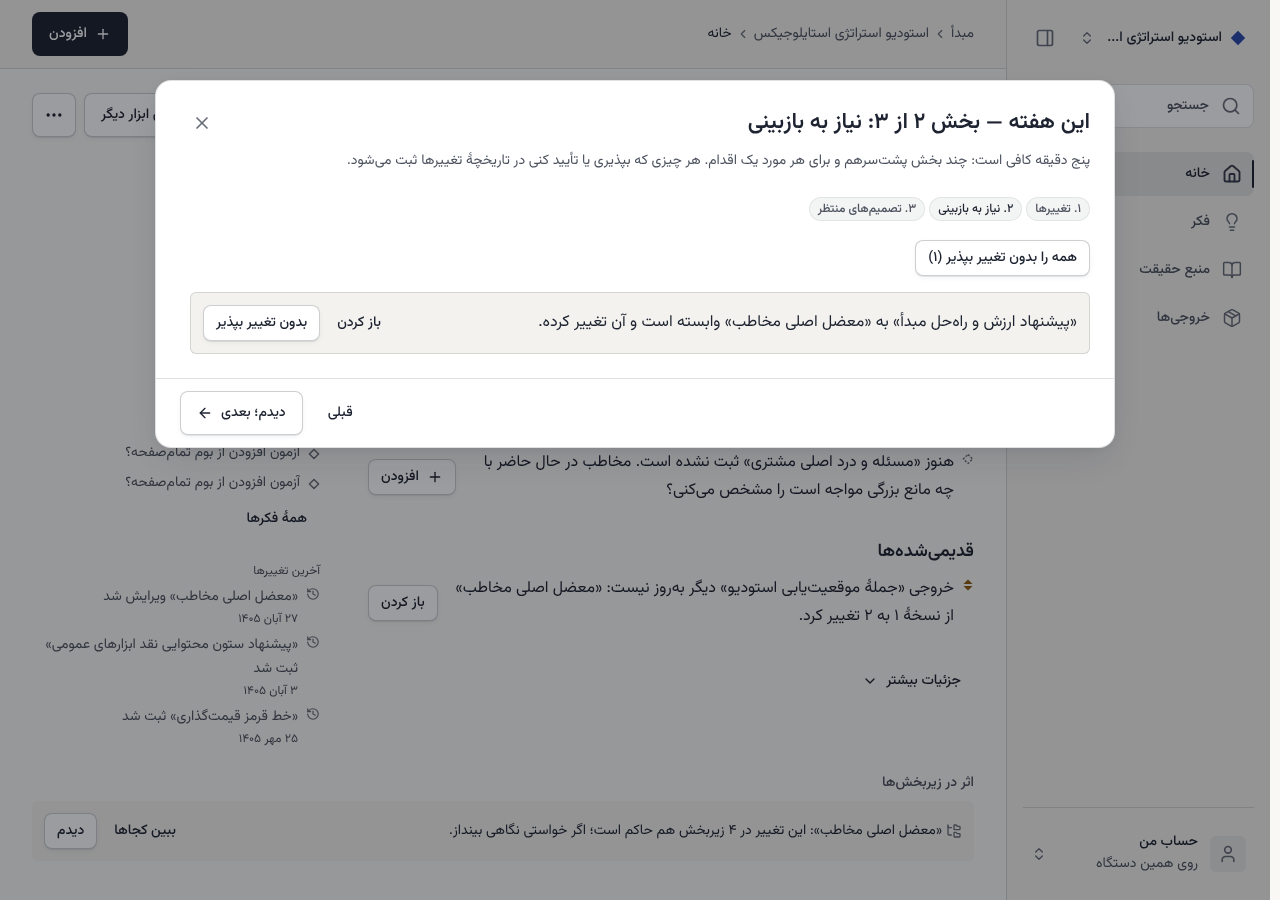 استودیو استراتژی ا...
مبدأ › استودیو استراتژی استایلوجیکس › خانه
افزودن
جستجو
خانه
فکر
منبع حقیقت
خروجی‌ها
ابزار دیگر
این هفته — بخش ۲ از ۳: نیاز به بازبینی
پنج دقیقه کافی است: چند بخش پشت‌سرهم و برای هر مورد یک اقدام. هر چیزی که بپذیری یا تأیید کنی در تاریخچهٔ تغییرها ثبت می‌شود.
۱. تغییرها
۲. نیاز به بازبینی
۳. تصمیم‌های منتظر
همه را بدون تغییر بپذیر (۱)
«پیشنهاد ارزش و راه‌حل مبدأ» به «معضل اصلی مخاطب» وابسته است و آن تغییر کرده.
باز کردن
بدون تغییر بپذیر
قبلی
دیدم؛ بعدی
هنوز «مسئله و درد اصلی مشتری» ثبت نشده است. مخاطب در حال حاضر با
چه مانع بزرگی مواجه است را مشخص می‌کنی؟
افزودن
قدیمی‌شده‌ها
خروجی «جملهٔ موقعیت‌یابی استودیو» دیگر به‌روز نیست: «معضل اصلی مخاطب»
از نسخهٔ ۱ به ۲ تغییر کرد.
باز کردن
جزئیات بیشتر
آزمون افزودن از بوم تمام‌صفحه؟
آزمون افزودن از بوم تمام‌صفحه؟
همهٔ فکرها
آخرین تغییرها
«معضل اصلی مخاطب» ویرایش شد
۲۷ آبان ۱۴۰۵
«پیشنهاد ستون محتوایی نقد ابزارهای عمومی»
ثبت شد
۳ آبان ۱۴۰۵
«خط قرمز قیمت‌گذاری» ثبت شد
۲۵ مهر ۱۴۰۵
اثر در زیربخش‌ها
«معضل اصلی مخاطب»: این تغییر در ۴ زیربخش هم حاکم است؛ اگر خواستی نگاهی بینداز.
ببین کجاها
دیدم
حساب من
روی همین دستگاه